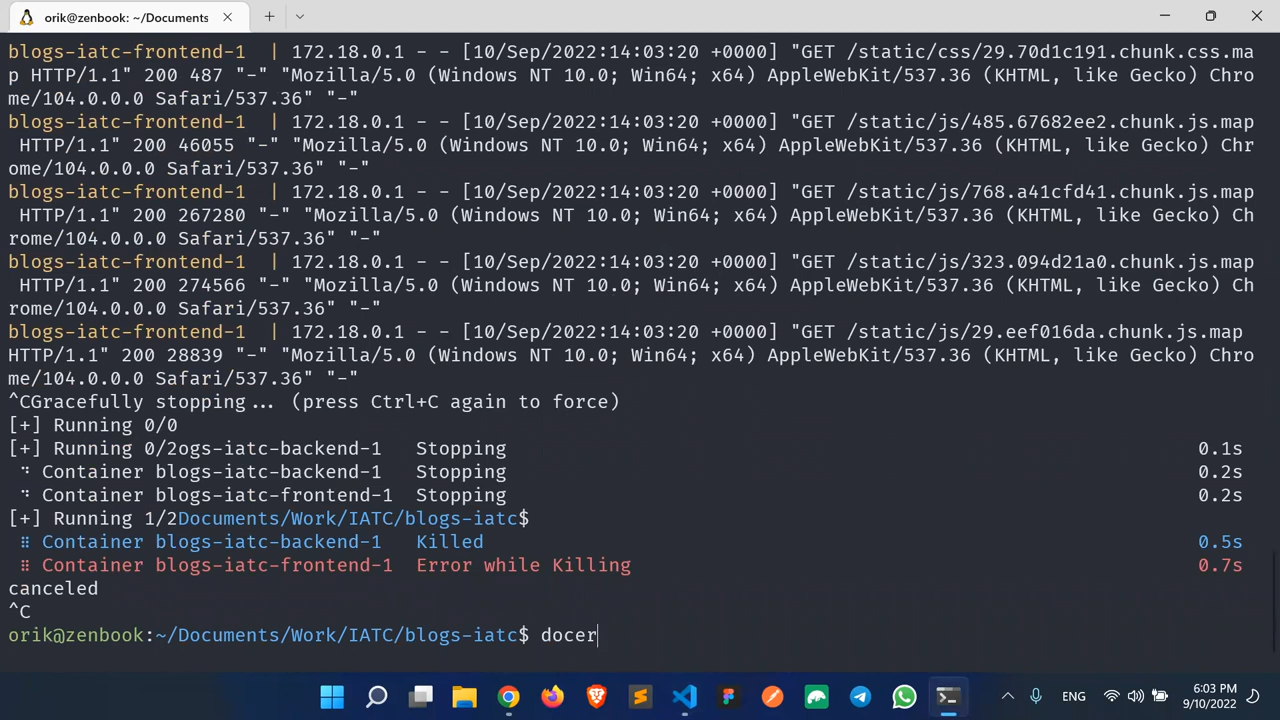 orik@zenbook: ~/Documents
blogs-iatc-frontend-1  | 172.18.0.1 - - [10/Sep/2022:14:03:20 +0000] "GET /static/css/29.70d1c191.chunk.css.ma
p HTTP/1.1" 200 487 "-" "Mozilla/5.0 (Windows NT 10.0; Win64; x64) AppleWebKit/537.36 (KHTML, like Gecko) Chro
me/104.0.0.0 Safari/537.36" "-"
blogs-iatc-frontend-1  | 172.18.0.1 - - [10/Sep/2022:14:03:20 +0000] "GET /static/js/485.67682ee2.chunk.js.map
 HTTP/1.1" 200 46055 "-" "Mozilla/5.0 (Windows NT 10.0; Win64; x64) AppleWebKit/537.36 (KHTML, like Gecko) Chr
ome/104.0.0.0 Safari/537.36" "-"
blogs-iatc-frontend-1  | 172.18.0.1 - - [10/Sep/2022:14:03:20 +0000] "GET /static/js/768.a41cfd41.chunk.js.map
 HTTP/1.1" 200 267280 "-" "Mozilla/5.0 (Windows NT 10.0; Win64; x64) AppleWebKit/537.36 (KHTML, like Gecko) Ch
rome/104.0.0.0 Safari/537.36" "-"
blogs-iatc-frontend-1  | 172.18.0.1 - - [10/Sep/2022:14:03:20 +0000] "GET /static/js/323.094d21a0.chunk.js.map
 HTTP/1.1" 200 274566 "-" "Mozilla/5.0 (Windows NT 10.0; Win64; x64) AppleWebKit/537.36 (KHTML, like Gecko) Ch
rome/104.0.0.0 Safari/537.36" "-"
blogs-iatc-frontend-1  | 172.18.0.1 - - [10/Sep/2022:14:03:20 +0000] "GET /static/js/29.eef016da.chunk.js.map
HTTP/1.1" 200 28839 "-" "Mozilla/5.0 (Windows NT 10.0; Win64; x64) AppleWebKit/537.36 (KHTML, like Gecko) Chro
me/104.0.0.0 Safari/537.36" "-"
^CGracefully stopping... (press Ctrl+C again to force)
[+] Running 0/0
[+] Running 0/2ogs-iatc-backend-1   Stopping 0.1s
Container blogs-iatc-backend-1   Stopping 0.2s
Container blogs-iatc-frontend-1  Stopping 0.2s
[+] Running 1/2Documents/Work/IATC/blogs-iatc$
Container blogs-iatc-backend-1   Killed 0.5s
Container blogs-iatc-frontend-1  Error while Killing 0.7s
canceled
^C
orik@zenbook:~/Documents/Work/IATC/blogs-iatc$ docer
ENG
6:03 PM
9/10/2022